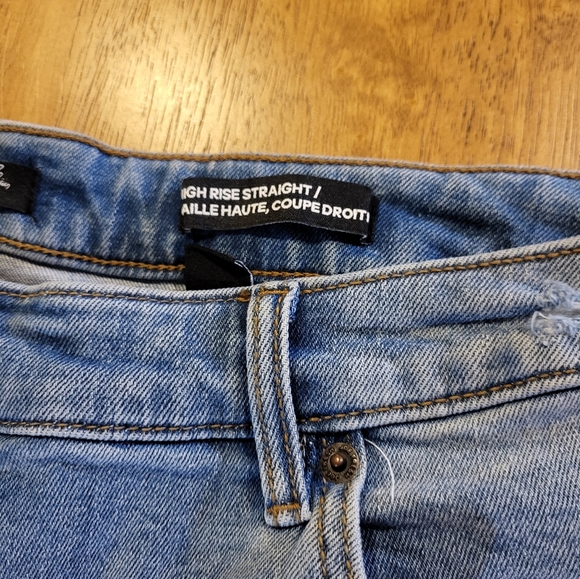 IGH RISE STRAIGHT /
AILLE HAUTE, COUPE DROIT